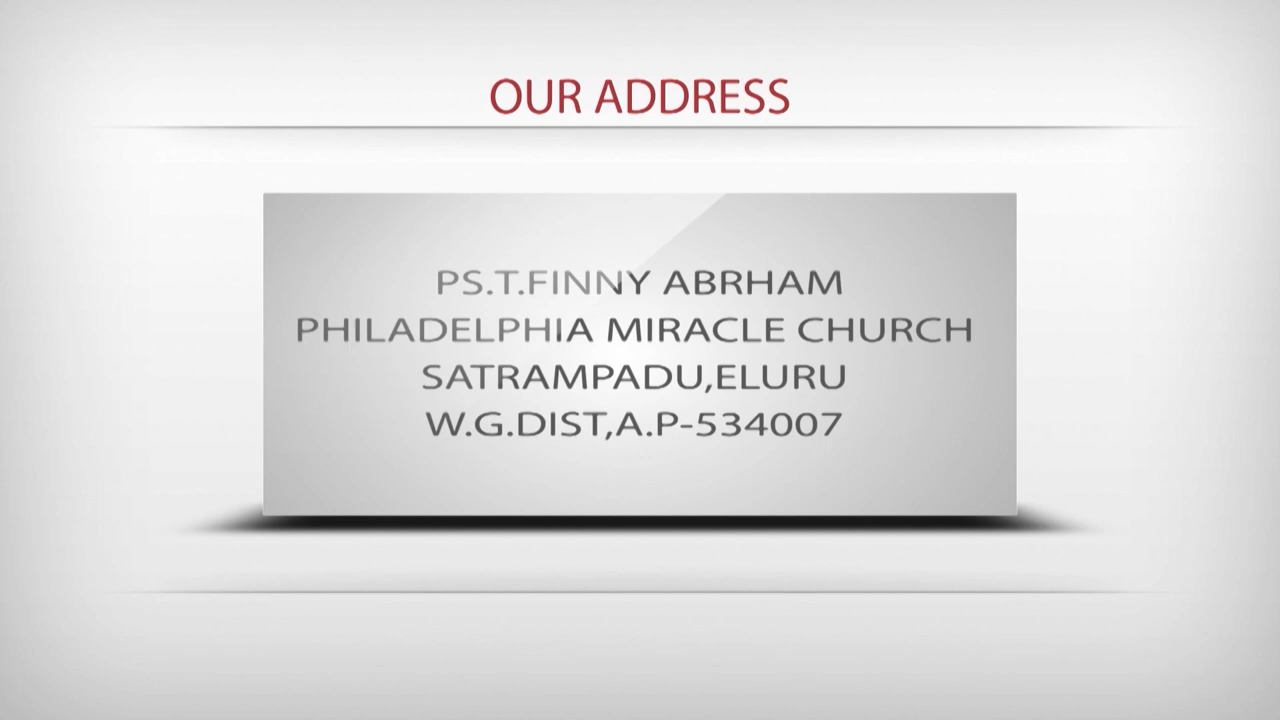 OUR ADDRESS
PS.T.FINNY ABRHAM
PHILADELPHIA MIRACLE CHURCH
SATRAMPADU,ELURU
W.G.DIST,A.P-534007